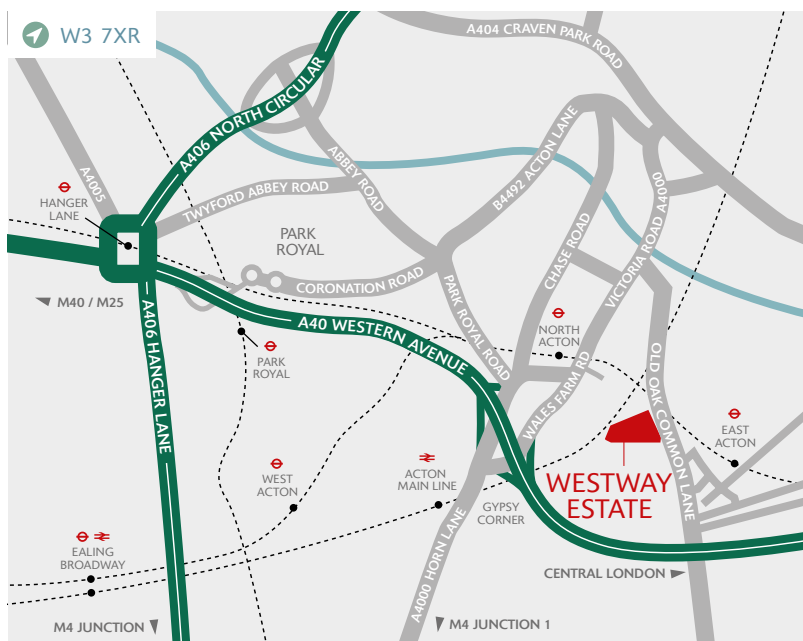 W3 7XR
A404 CRAVEN PARK ROAD
A406 NORTH CIRCULAR
ABBEY ROAD
B4492 ACTON LANE
A4005
HANGER
LANE
TWYFORD ABBEY ROAD
PARK
ROYAL
CORONATION ROAD
CHASE ROAD
VICTORIA ROAD A4000
M40 / M25
A406 HANGER LANE
A40 WESTERN AVENUE
PARK ROYAL ROAD
NORTH
ACTON
PARK
ROYAL
WALES FARM RD
OLD OAK COMMON LANE
EAST
ACTON
WEST
ACTON
ACTON
MAIN LINE
WESTWAY
ESTATE
GYPSY
CORNER
EALING
BROADWAY
A4000 HORN LANE
CENTRAL LONDON
M4 JUNCTION
M4 JUNCTION 1